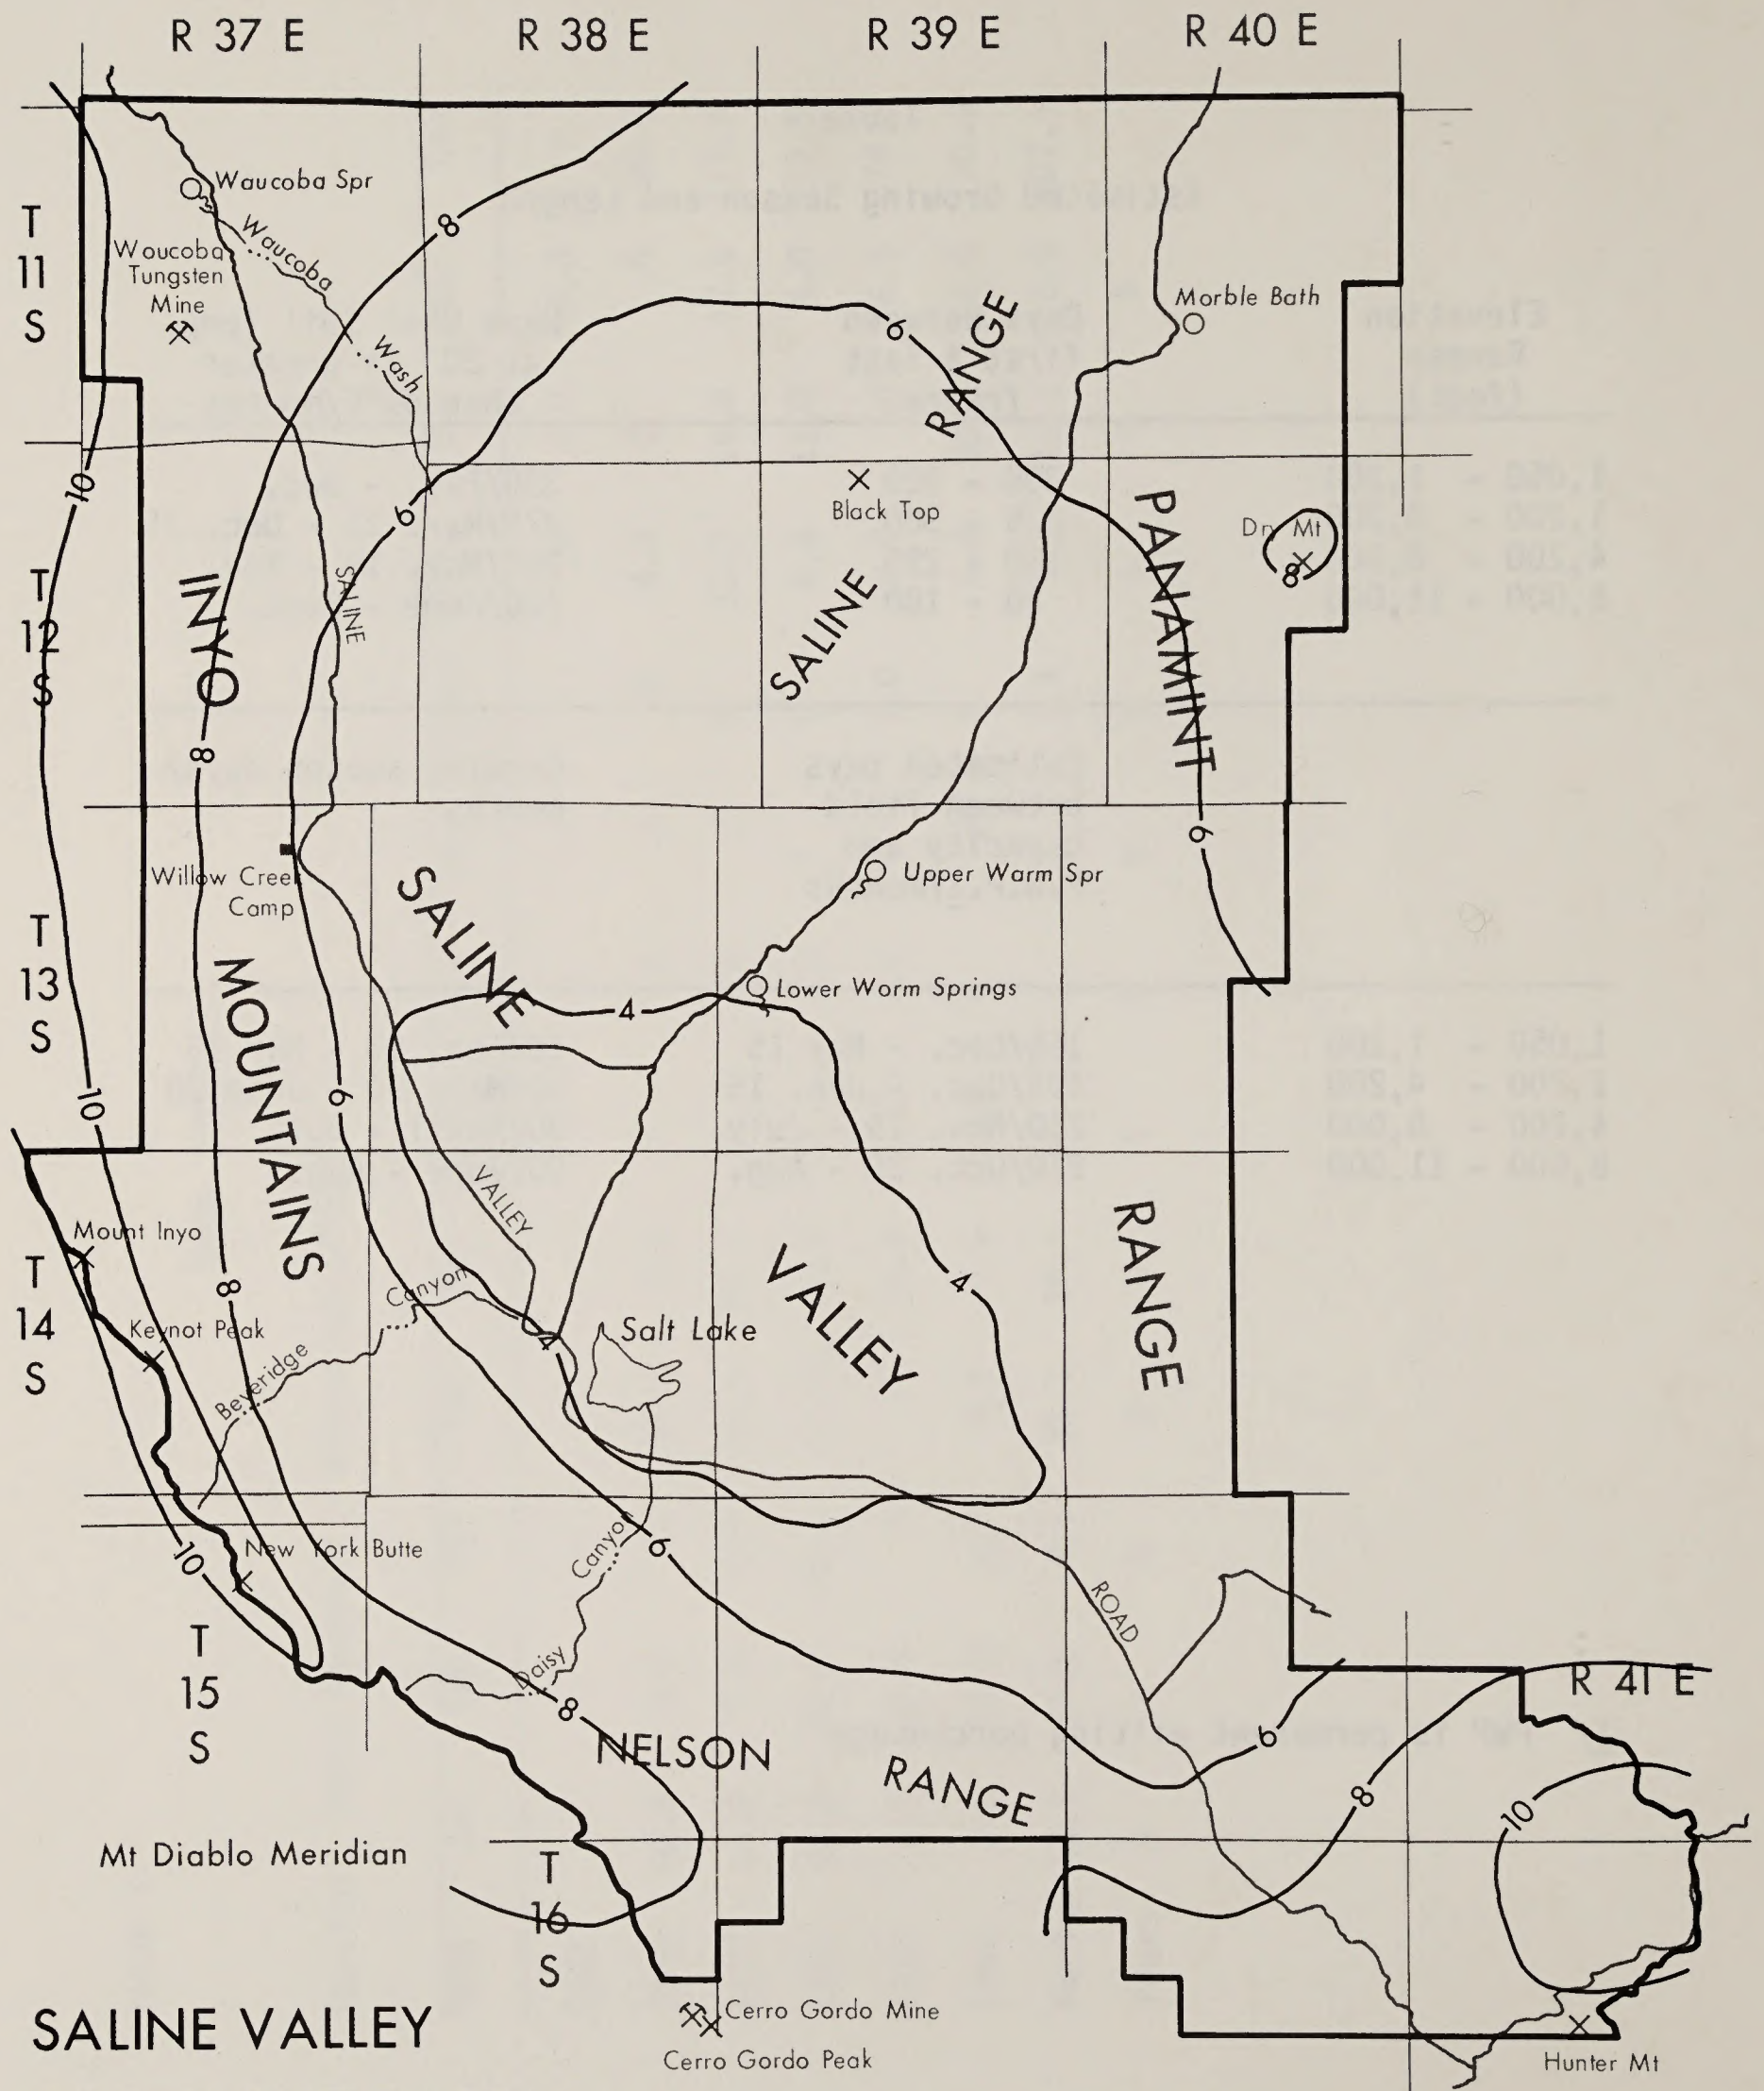 R 37 E
R 38 E
R 39 E
R 40 E
T
11
S
Waucoba Spr
Waucoba
Wash
Woucoba
Tungsten
Mine
8
6
RANGE
Morble Bath
10
6
Black Top
Dry Mt
8
T
12
S
INYO
SALINE
SALINE
PANAMINT
8
6
Willow Creek
Camp
Upper Warm Spr
SALINE
T
13
S
MOUNTAINS
Lower Worm Springs
4
10
6
VALLEY
RANGE
Mount Inyo
T
14
S
8
Canyon
4
VALLEY
Keynot Peak
Beveridge
4
Salt Lake
10
New York Butte
Canyon
6
ROAD
T
15
S
Daisy
8
NELSON
RANGE
6
R 41 E
8
10
Mt Diablo Meridian
T
16
S
SALINE VALLEY
Cerro Gordo Mine
Cerro Gordo Peak
Hunter Mt